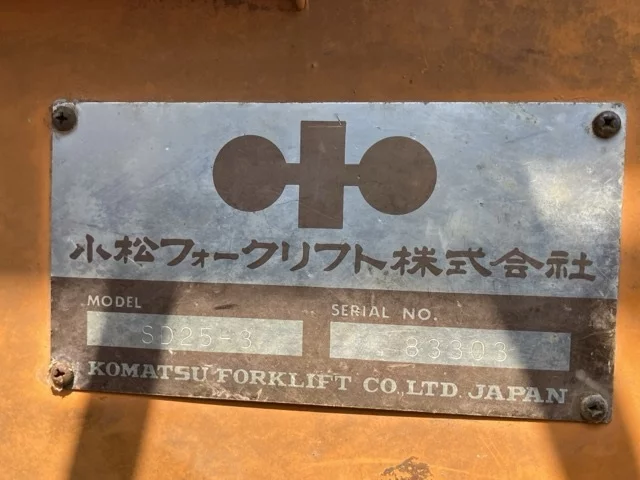 小松フォークリフト株式会社
MODEL SERIAL NO.
SD25-3 83303
KOMATSU FORKLIFT CO.,LTD. JAPAN